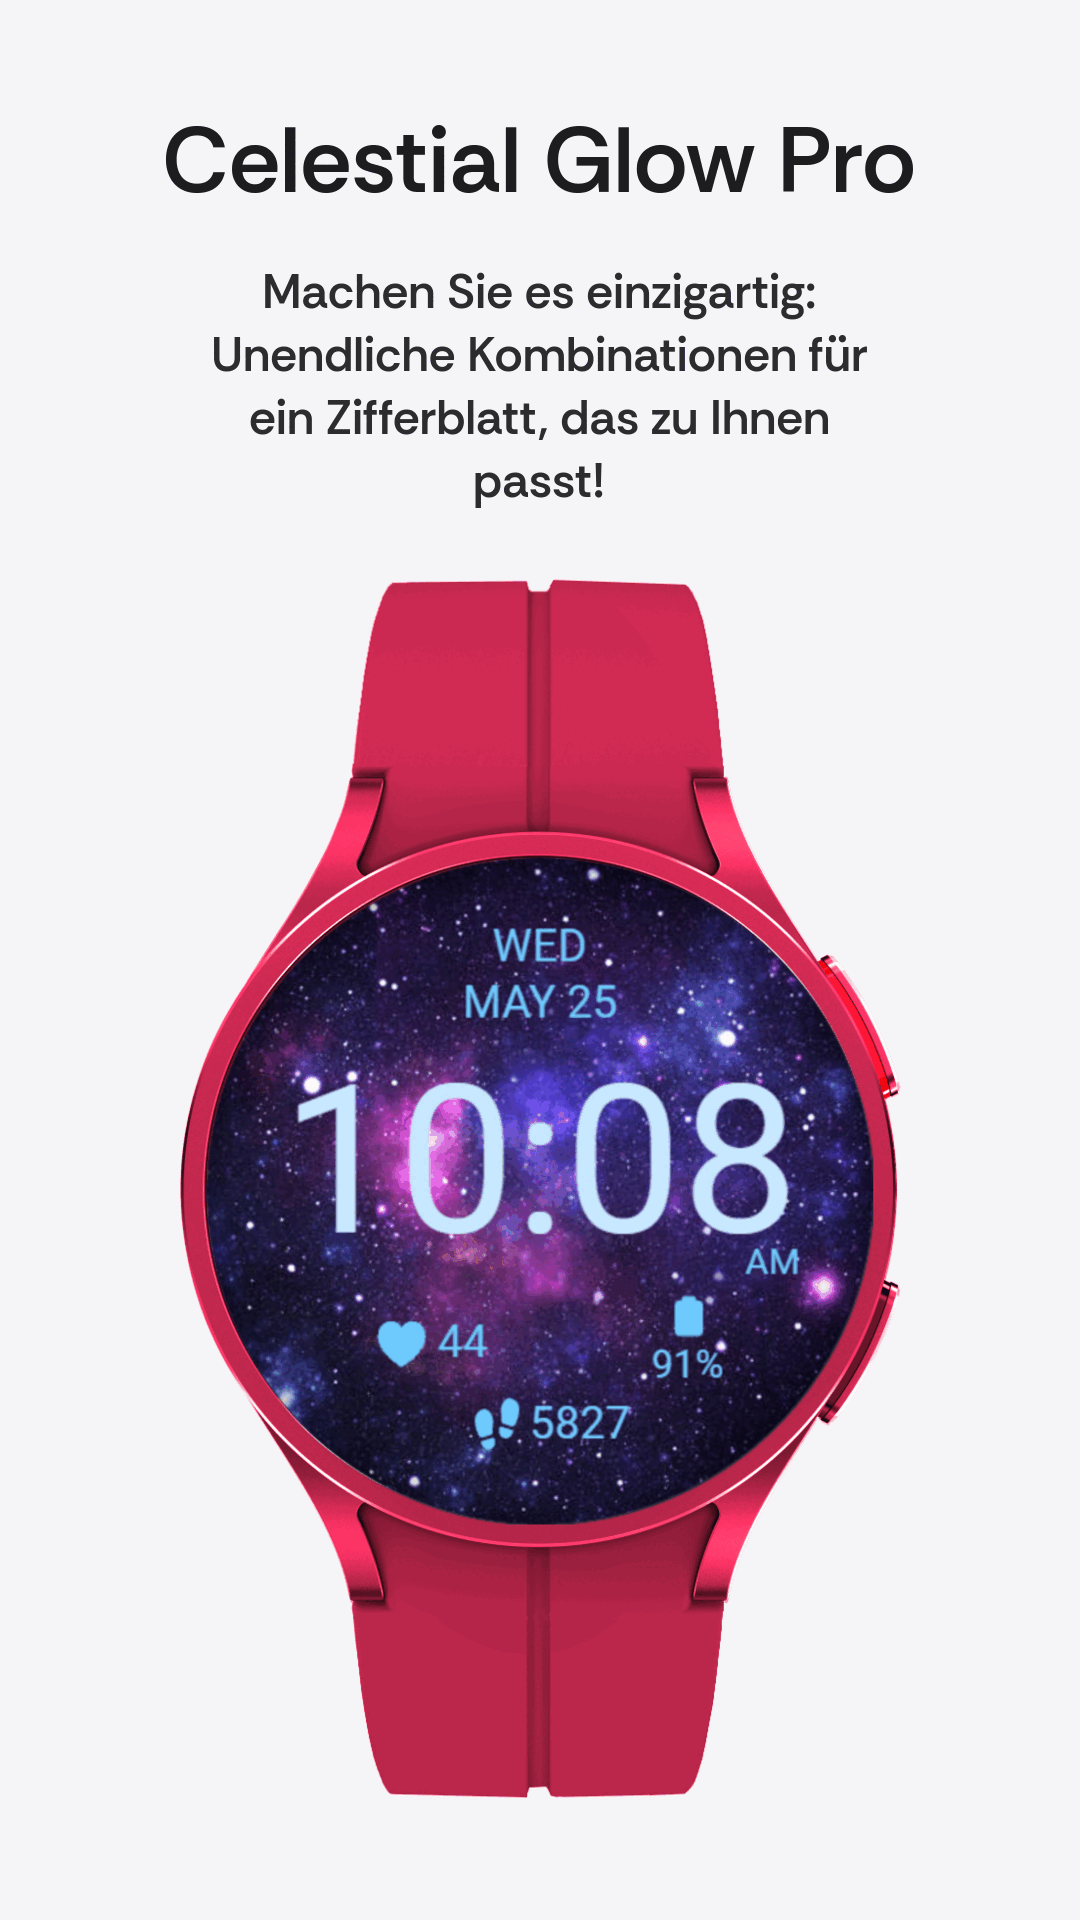 Celestial Glow Pro
Machen Sie es einzigartig:
Unendliche Kombinationen für
ein Zifferblatt, das zu Ihnen
passt!
WED
MAY 25
10:08
AM
44
91%
5827